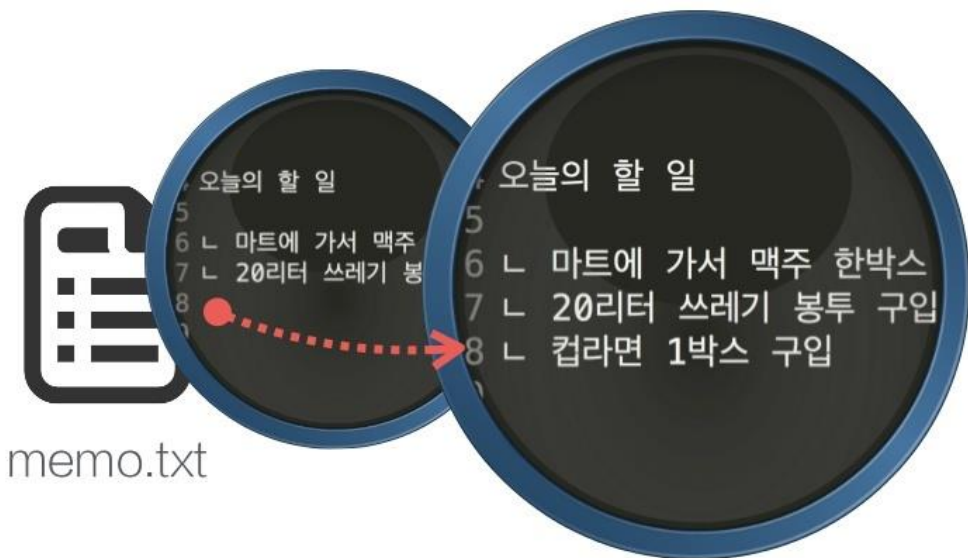 오늘의 할 일
5
6 ㄴ 마트에 가서 맥주
7 ㄴ 20리터 쓰레기 봉
8
오늘의 할 일
5
6 ㄴ 마트에 가서 맥주 한박스
7 ㄴ 20리터 쓰레기 봉투 구입
8 ㄴ 컵라면 1박스 구입
memo.txt